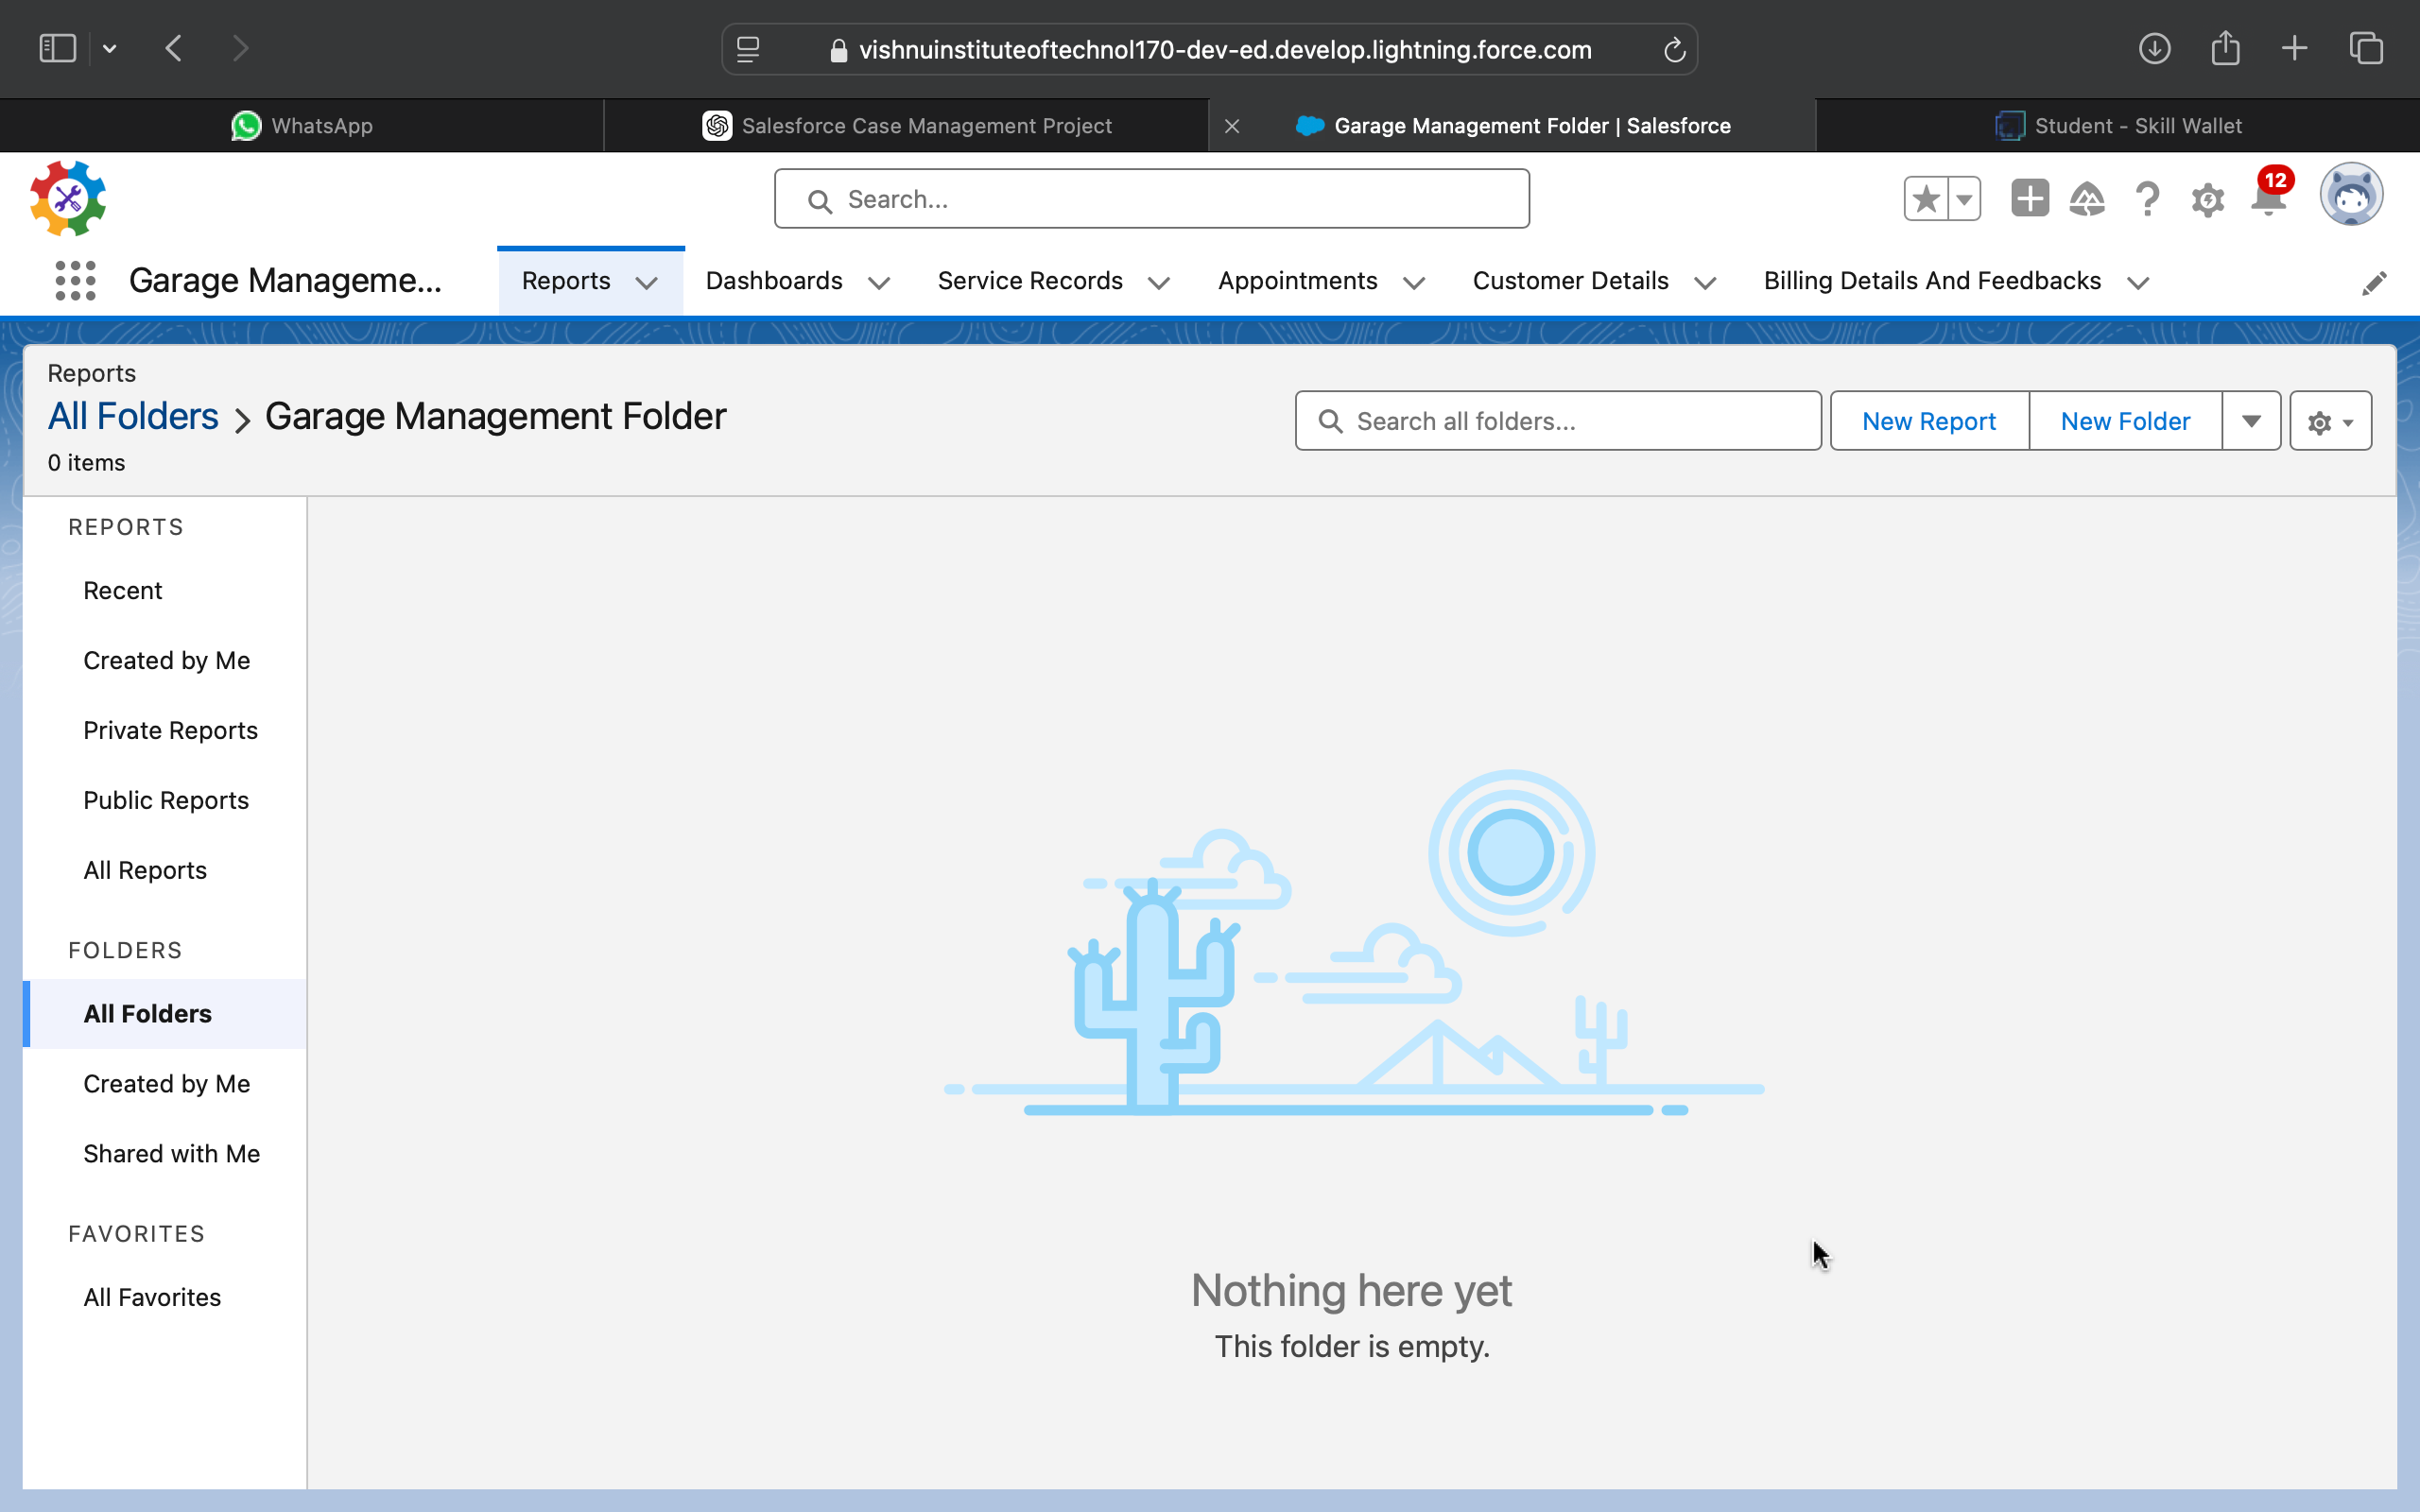 vishnuinstituteoftechnol170-dev-ed.develop.lightning.force.com
WhatsApp
Salesforce Case Management Project
Garage Management Folder | Salesforce
Student - Skill Wallet
Search...
12
Garage Manageme...
Reports
Dashboards
Service Records
Appointments
Customer Details
Billing Details And Feedbacks
Reports
All Folders > Garage Management Folder
0 items
Search all folders...
New Report
New Folder
REPORTS
Recent
Created by Me
Private Reports
Public Reports
All Reports
FOLDERS
All Folders
Created by Me
Shared with Me
FAVORITES
All Favorites
Nothing here yet
This folder is empty.